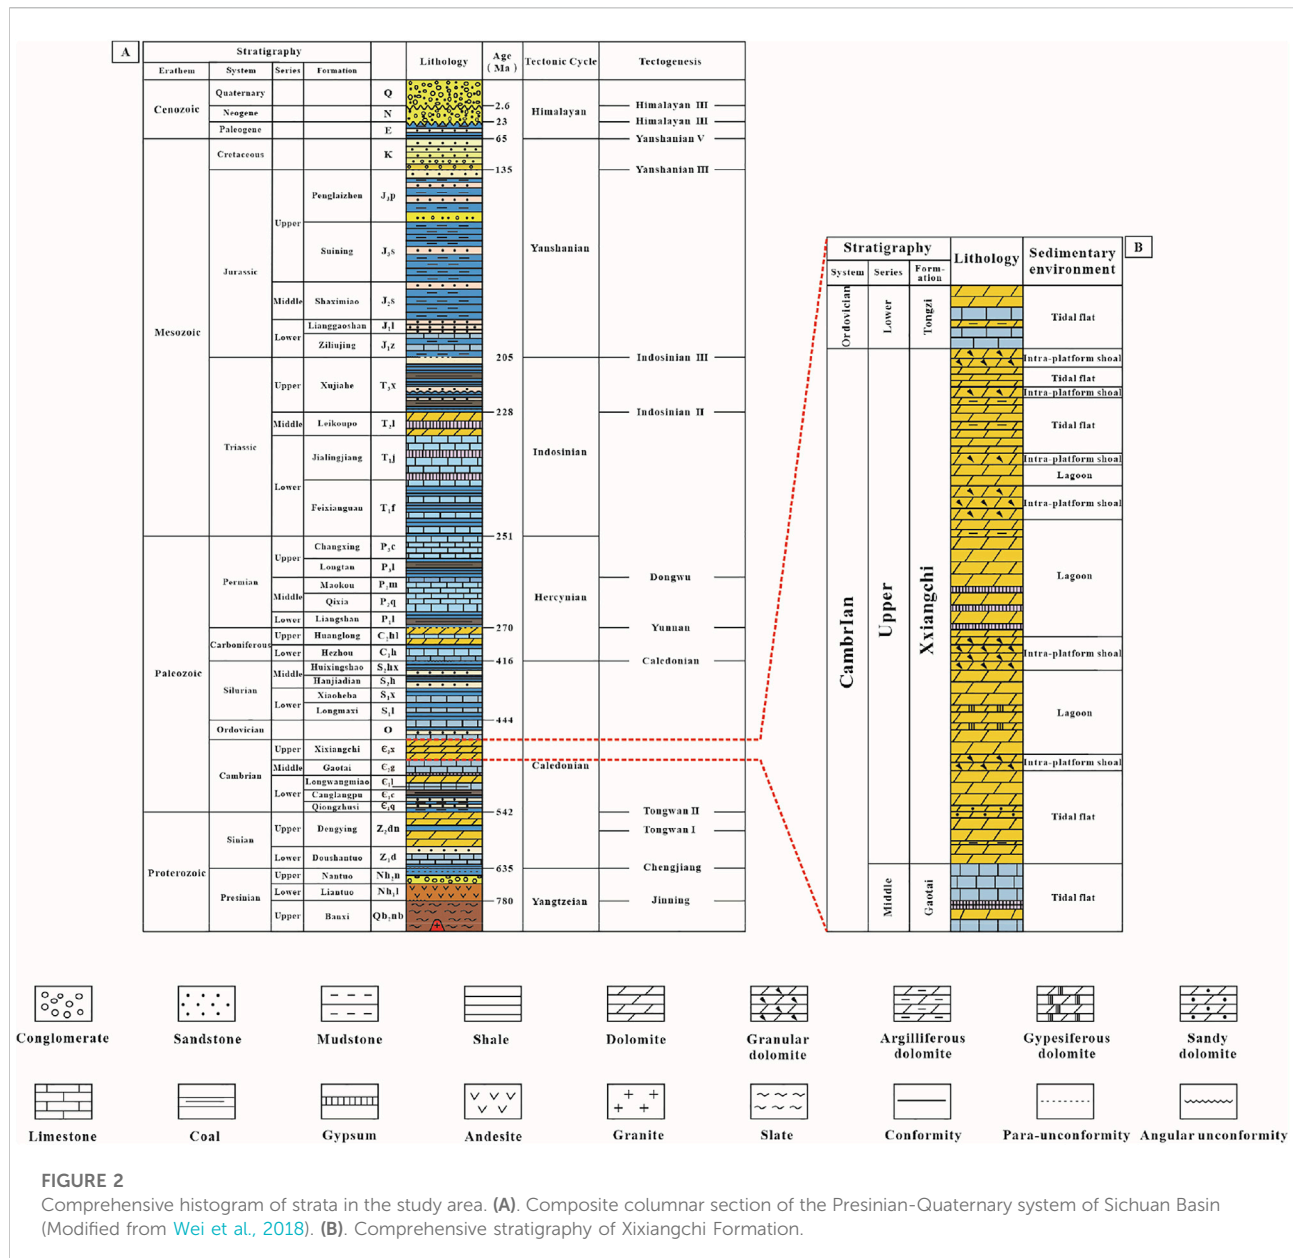 A
Stratigraphy
Lithology
Age
( Ma )
Tectonic Cycle
Tectogenesis
Erathem
System
Series
Formation
Cenozoic
Quaternary
Q
Neogene
N
Paleogene
E
2.6
23
65
Himalayan
Himalayan III
Himalayan III
Yanshanian V
Mesozoic
Cretaceous
K
135
Yanshanian III
Jurassic
Upper
Penglaizhen
J₃p
Suining
J₃s
Middle
Shaximiao
J₂s
Lower
Lianggaoshan
J₁l
Ziliujing
J₁z
Yanshanian
205
Indosinian III
Triassic
Upper
Xujiahe
T₃x
228
Indosinian II
Middle
Leikoupo
T₂l
Lower
Jialingjiang
T₁j
Feixianguan
T₁f
Indosinian
251
Paleozoic
Permian
Upper
Changxing
P₃c
Longtan
P₃l
Middle
Maokou
P₂m
Qixia
P₂q
Lower
Liangshan
P₁l
Hercynian
Dongwu
270
Yunnan
Carboniferous
Upper
Huanglong
C₂hl
Lower
Hezhou
C₂h
416
Caledonian
Silurian
Middle
Huixingshao
S₂hx
Hanjiadian
S₂h
Lower
Xiaoheba
S₁x
Longmaxi
S₁l
444
Ordovician
O
Cambrian
Upper
Xixiangchi
Є₃x
Middle
Gaotai
Є₂g
Lower
Longwangmiao
Є₁l
Canglangpu
Є₁c
Qiongzhusi
Є₁q
Caledonian
542
Tongwan II
Tongwan I
Proterozoic
Sinian
Upper
Dengying
Z₂dn
Lower
Doushantuo
Z₂d
635
Chengjiang
Presinian
Upper
Nantuo
Nh₂n
Lower
Liantuo
Nh₁l
780
Jinning
Upper
Banxi
Qb₂nb
Yangtzeian
B
Stratigraphy
Lithology
Sedimentary
environment
System
Series
Form-
ation
Ordovician
Lower
Tongzi
Tidal flat
Cambrian
Upper
Xxiangchi
Intra-platform shoal
Tidal flat
Intra-platform shoal
Tidal flat
Intra-platform shoal
Lagoon
Intra-platform shoal
Lagoon
Intra-platform shoal
Lagoon
Intra-platform shoal
Tidal flat
Middle
Gaotai
Tidal flat
Conglomerate
Sandstone
Mudstone
Shale
Dolomite
Granular
dolomite
Argilliferous
dolomite
Gypesiferous
dolomite
Sandy
dolomite
Limestone
Coal
Gypsum
Andesite
Granite
Slate
Conformity
Para-unconformity
Angular unconformity
FIGURE 2
Comprehensive histogram of strata in the study area. (A). Composite columnar section of the Presinian-Quaternary system of Sichuan Basin
(Modified from Wei et al., 2018). (B). Comprehensive stratigraphy of Xixiangchi Formation.